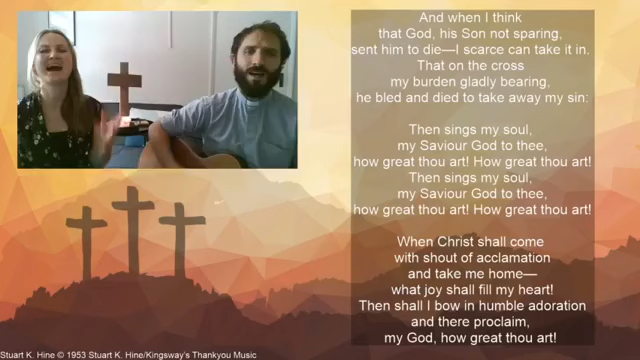 And when I think
that God, his Son not sparing,
sent him to die—I scarce can take it in.
That on the cross
my burden gladly bearing,
he bled and died to take away my sin:
Then sings my soul,
my Saviour God to thee,
how great thou art! How great thou art!
Then sings my soul,
my Saviour God to thee,
how great thou art! How great thou art!
When Christ shall come
with shout of acclamation
and take me home—
what joy shall fill my heart!
Then shall I bow in humble adoration
and there proclaim,
my God, how great thou art!
Stuart K. Hine © 1953 Stuart K. Hine/Kingsway's Thankyou Music